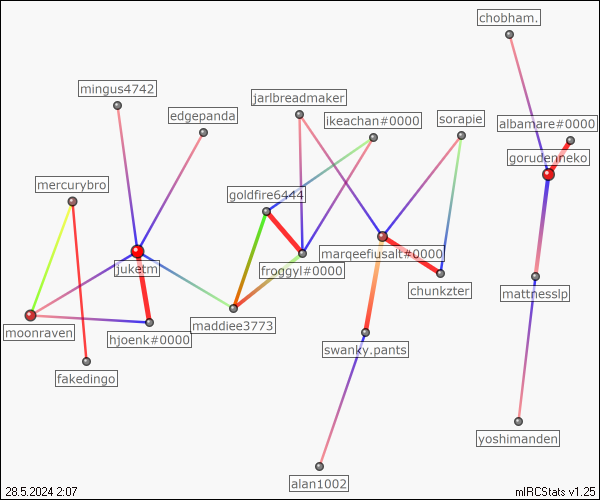 chobham.
mingus4742
jarlbreadmaker
edgepanda
ikeachan#0000
sorapie
albamare#0000
gorudenneko
mercurybro
goldfire6444
marqeefiusalt#0000
juketm
froggyl#0000
chunkzter
mattnesslp
moonraven
hjoenk#0000
maddiee3773
swanky.pants
fakedingo
yoshimanden
alan1002
28.5.2024 2:07
mIRCStats v1.25